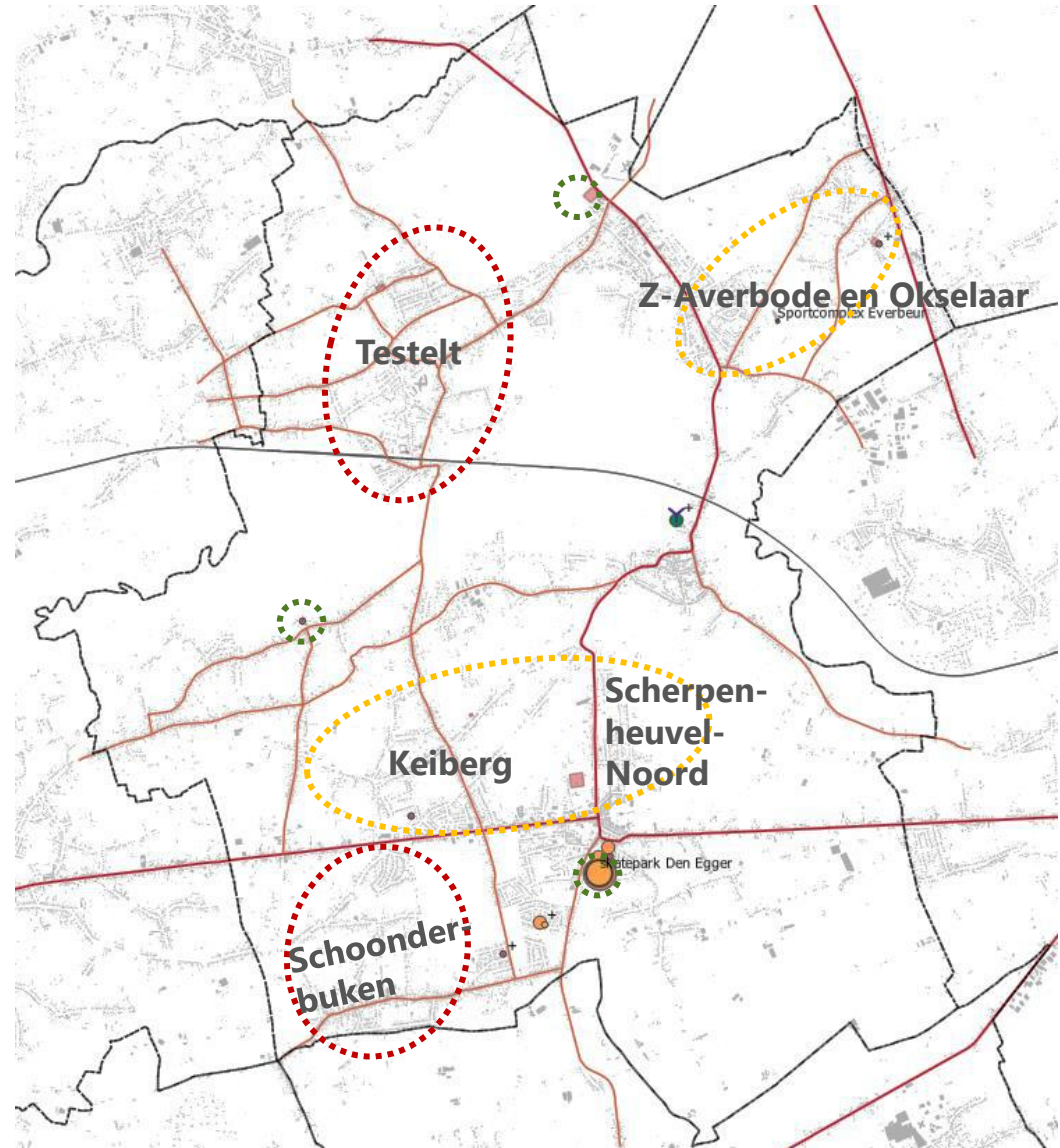 Z-Averbode en Okselaar
Sportcomplex Everbeur
Testelt
Scherpen-
heuvel-
Noord
Keiberg
skatepark Den Egger
Schoonder-
buken